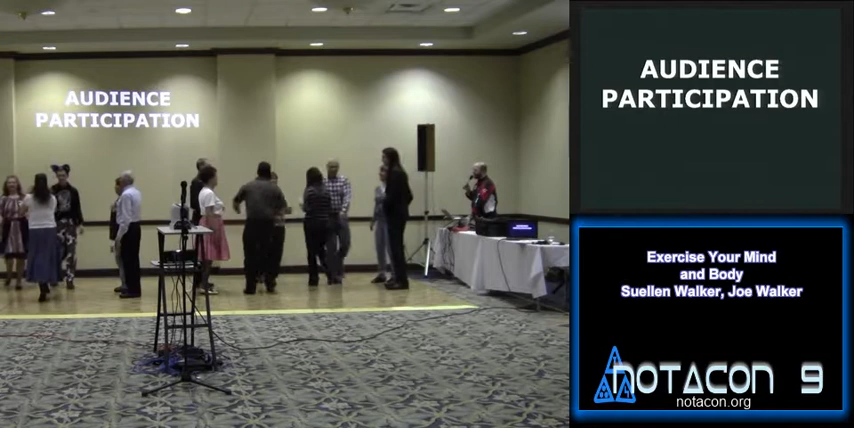 AUDIENCE
PARTICIPATION
AUDIENCE
PARTICIPATION
Exercise Your Mind
and Body
Suellen Walker, Joe Walker
NOTACON 9
notacon.org